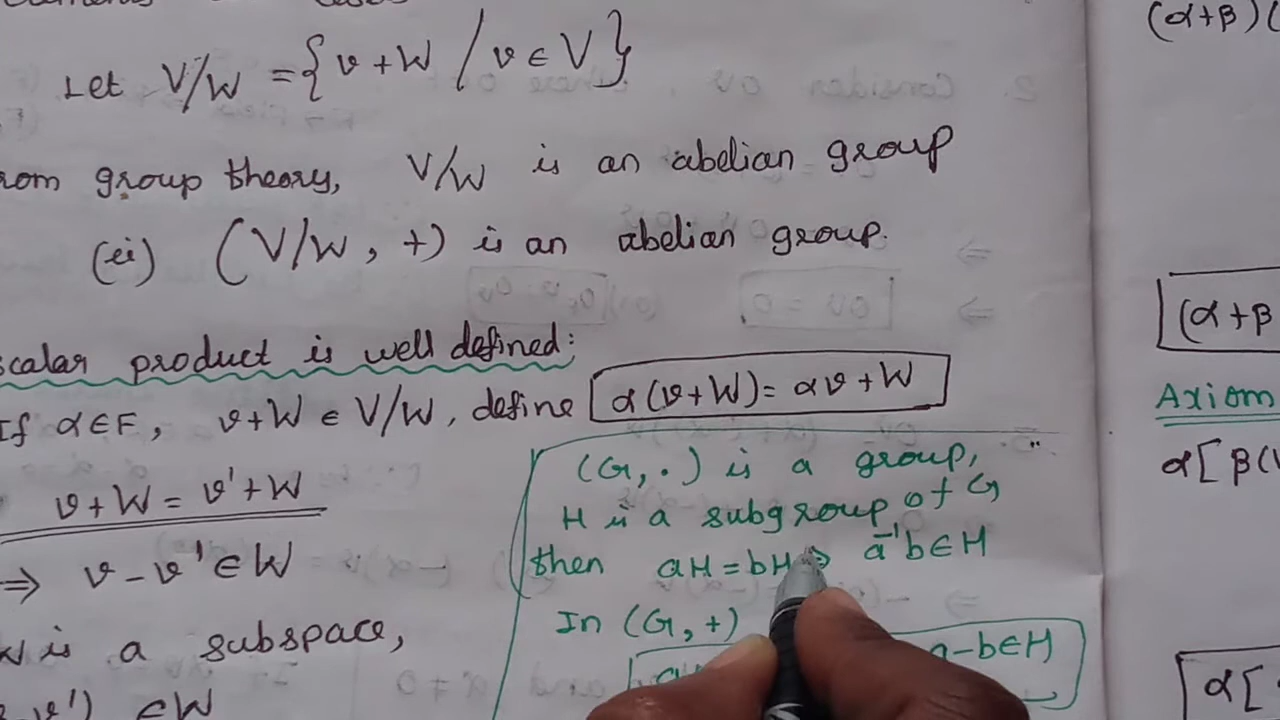 Let V/W = {v+W / v ∈ V}
rom group theory, V/W is an abelian group
(ii) (V/W, +) is an abelian group.
scalar product is well defined:
If α∈F, v+W ∈ V/W, define α(v+W) = αv+W
v+W = v'+W
⇒ v-v' ∈ W
W is a subspace,
v') ∈W
(G, .) is a group,
H is a subgroup of G
then aH = bH ⇒ a⁻¹b∈H
In (G, +)
a-b∈H
(α+β)(
(α+β
Axiom
α[β(
α[